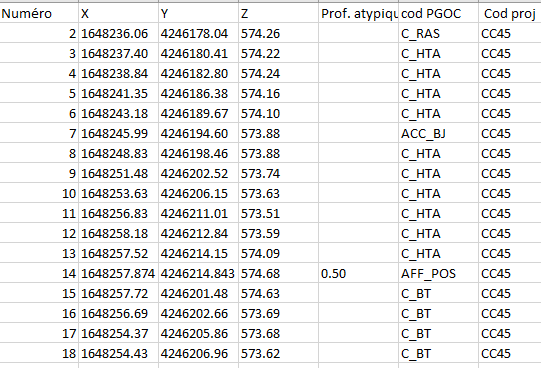 Numéro X Y Z Prof. atypiqu cod PGOC Cod proj
2 1648236.06 4246178.04 574.26 C_RAS CC45
3 1648237.40 4246180.41 574.22 C_HTA CC45
4 1648238.84 4246182.80 574.24 C_HTA CC45
5 1648241.35 4246186.38 574.16 C_HTA CC45
6 1648243.18 4246189.67 574.10 C_HTA CC45
7 1648245.99 4246194.60 573.88 ACC_BJ CC45
8 1648248.83 4246198.46 573.88 C_HTA CC45
9 1648251.48 4246202.52 573.74 C_HTA CC45
10 1648253.63 4246206.15 573.63 C_HTA CC45
11 1648256.83 4246211.01 573.51 C_HTA CC45
12 1648258.18 4246212.84 573.59 C_HTA CC45
13 1648257.52 4246214.15 574.09 C_HTA CC45
14 1648257.874 4246214.843 574.68 0.50 AFF_POS CC45
15 1648257.72 4246201.48 574.63 C_BT CC45
16 1648256.69 4246202.66 573.69 C_BT CC45
17 1648254.37 4246205.86 573.68 C_BT CC45
18 1648254.43 4246206.96 573.62 C_BT CC45